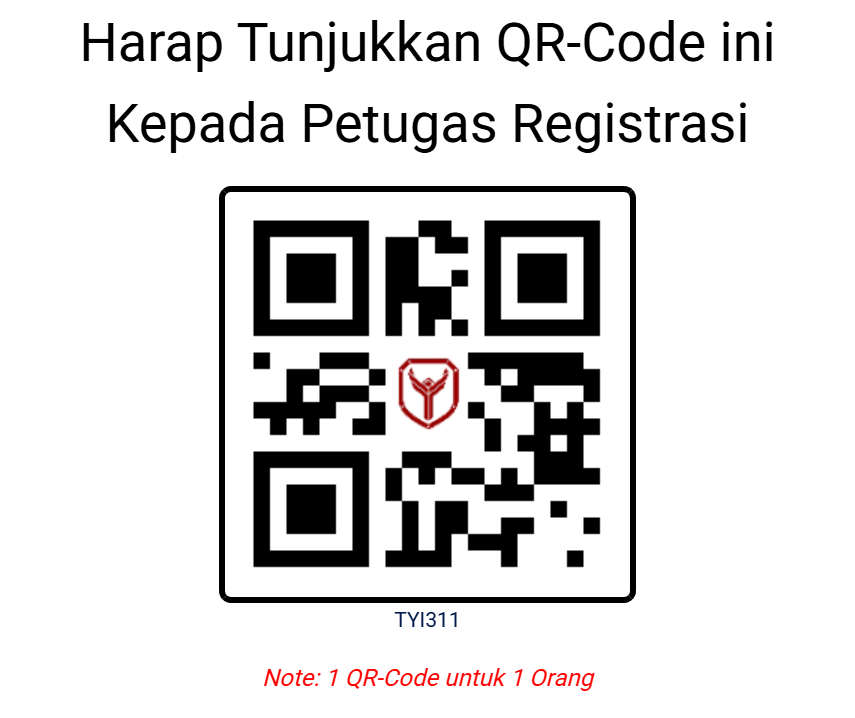 Harap Tunjukkan QR-Code ini
Kepada Petugas Registrasi
TYI311
Note: 1 QR-Code untuk 1 Orang